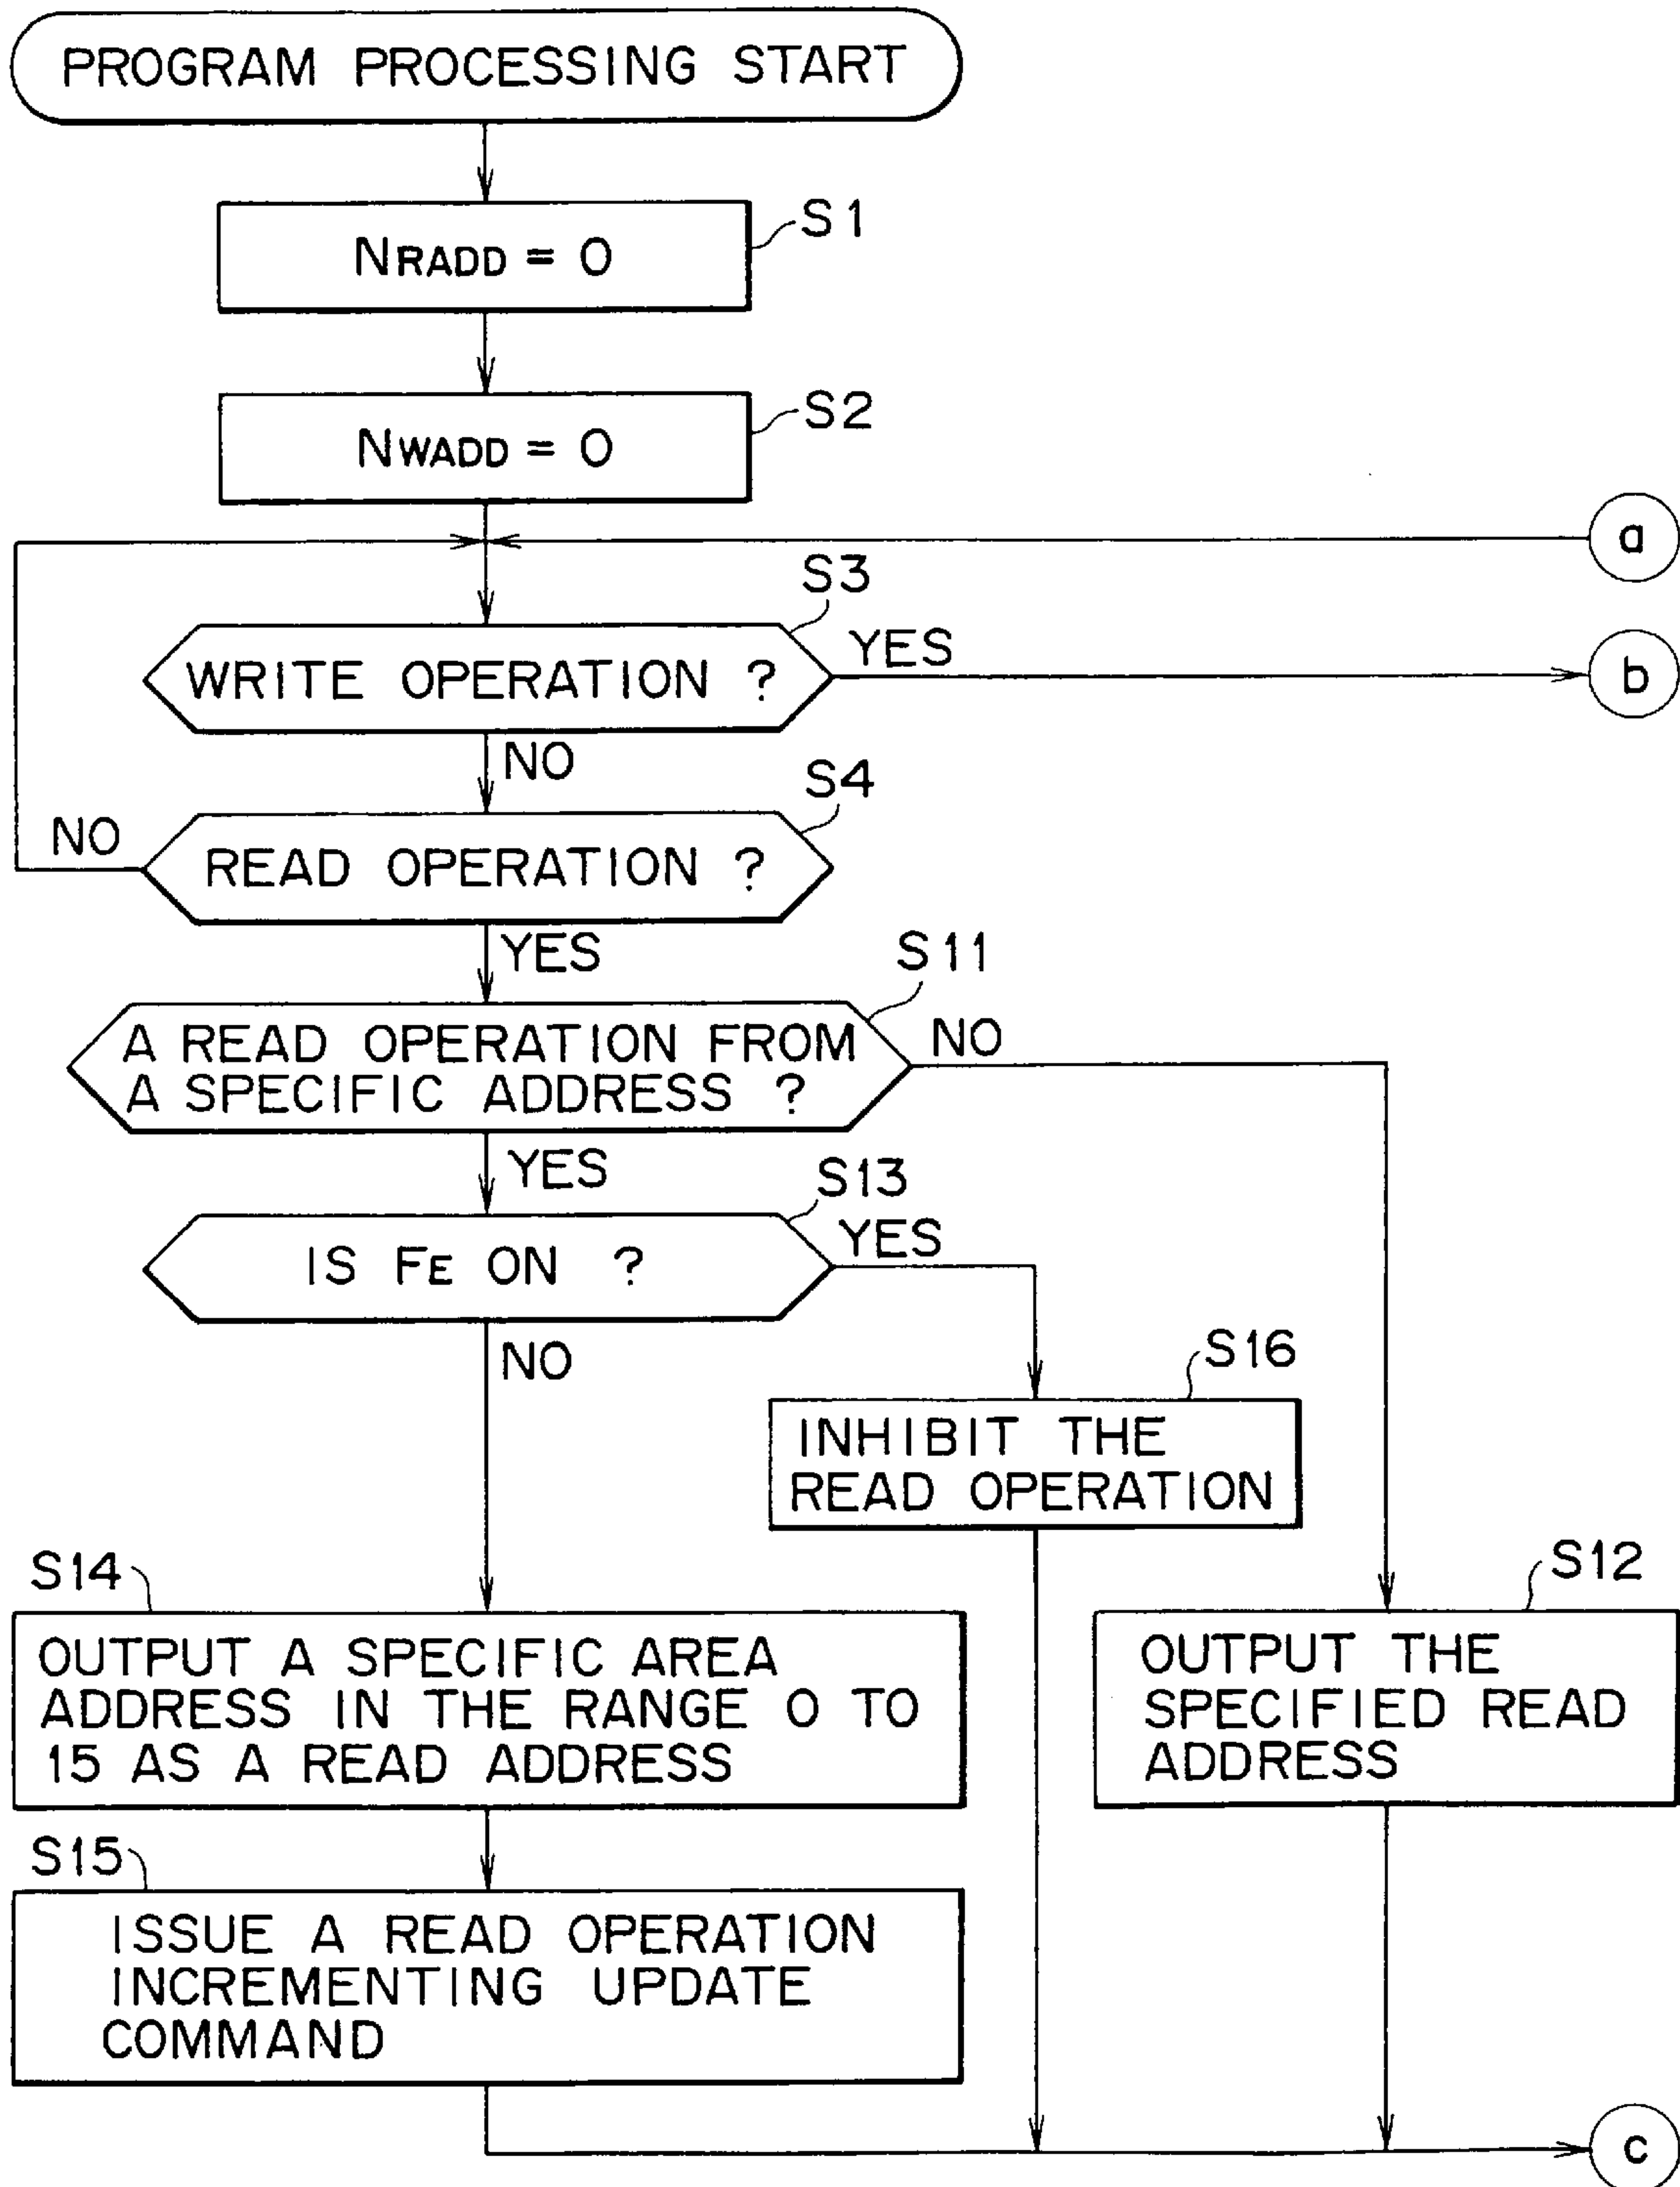 PROGRAM PROCESSING START
S1
NRADD = 0
S2
NWADD = 0
a
S3
WRITE OPERATION ?
YES
b
NO
S4
NO
READ OPERATION ?
YES
S11
A READ OPERATION FROM
A SPECIFIC ADDRESS ?
NO
YES
S13
IS FE ON ?
YES
NO
S16
INHIBIT THE
READ OPERATION
S14
S12
OUTPUT A SPECIFIC AREA
ADDRESS IN THE RANGE 0 TO
15 AS A READ ADDRESS
OUTPUT THE
SPECIFIED READ
ADDRESS
S15
ISSUE A READ OPERATION
INCREMENTING UPDATE
COMMAND
c